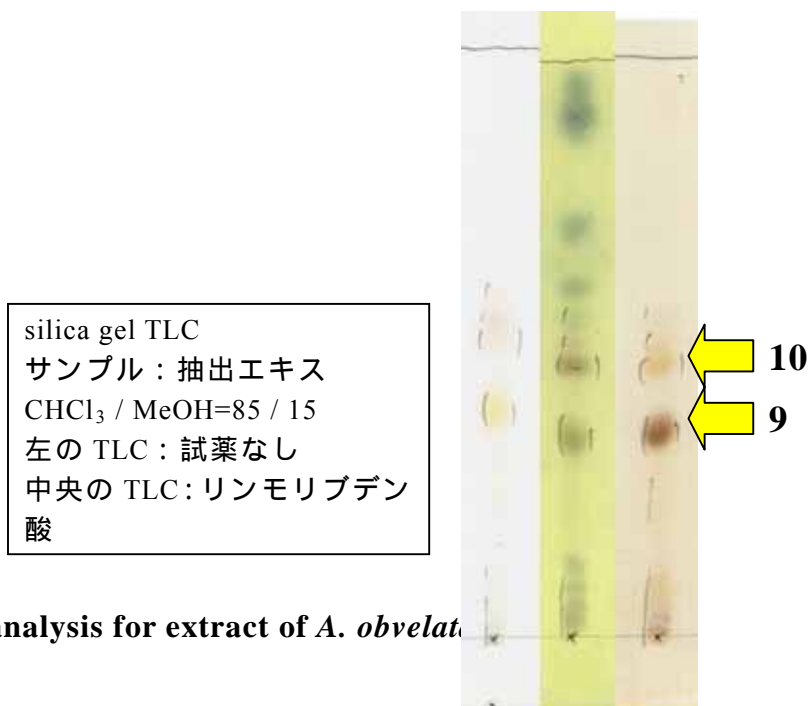 silica gel TLC
サンプル：抽出エキス
CHCl₃ / MeOH=85 / 15
左の TLC：試薬なし
中央の TLC：リンモリブデン
酸
10
9
analysis for extract of A. obvelat